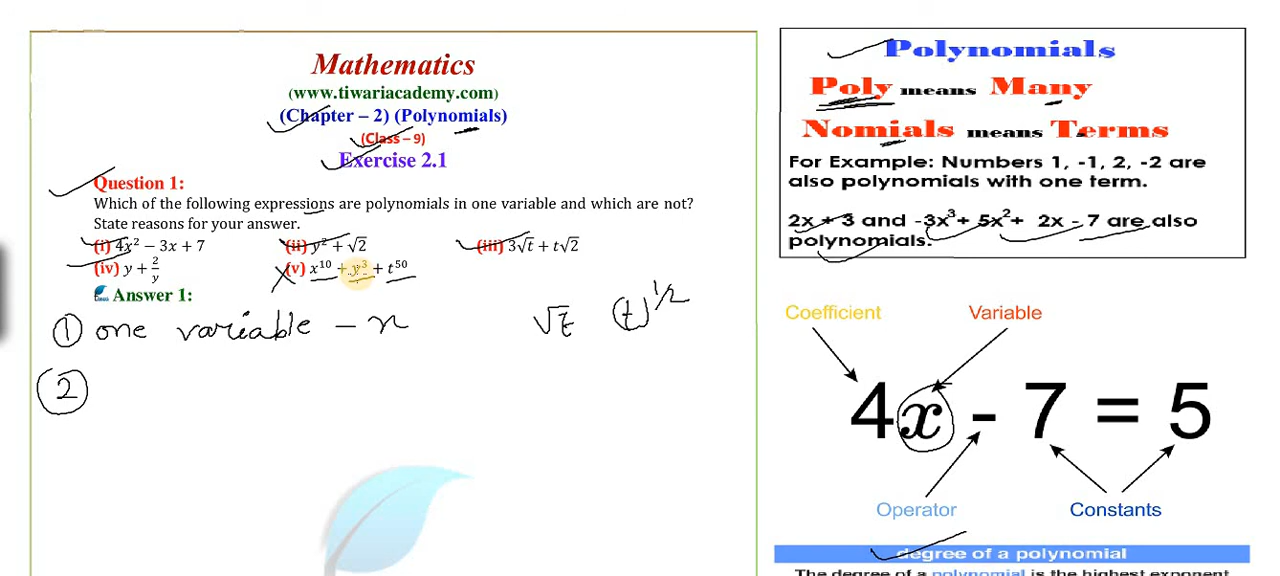 Mathematics
(www.tiwariacademy.com)
(Chapter – 2) (Polynomials)
(Class – 9)
Exercise 2.1
Question 1:
Which of the following expressions are polynomials in one variable and which are not?
State reasons for your answer.
(i) 4x² − 3x + 7 (ii) y² + √2 (iii) 3√t + t√2
(iv) y + 2/y (v) x¹⁰ + y³ + t⁵⁰
Answer 1:
① one variable – x √t (t)^1/2
②
Polynomials
Poly means Many
Nomials means Terms
For Example: Numbers 1, -1, 2, -2 are
also polynomials with one term.
2x + 3 and -3x³+ 5x²+ 2x - 7 are also
polynomials.
Coefficient Variable
4x - 7 = 5
Operator Constants
degree of a polynomial
The degree of a polynomial is the highest exponent